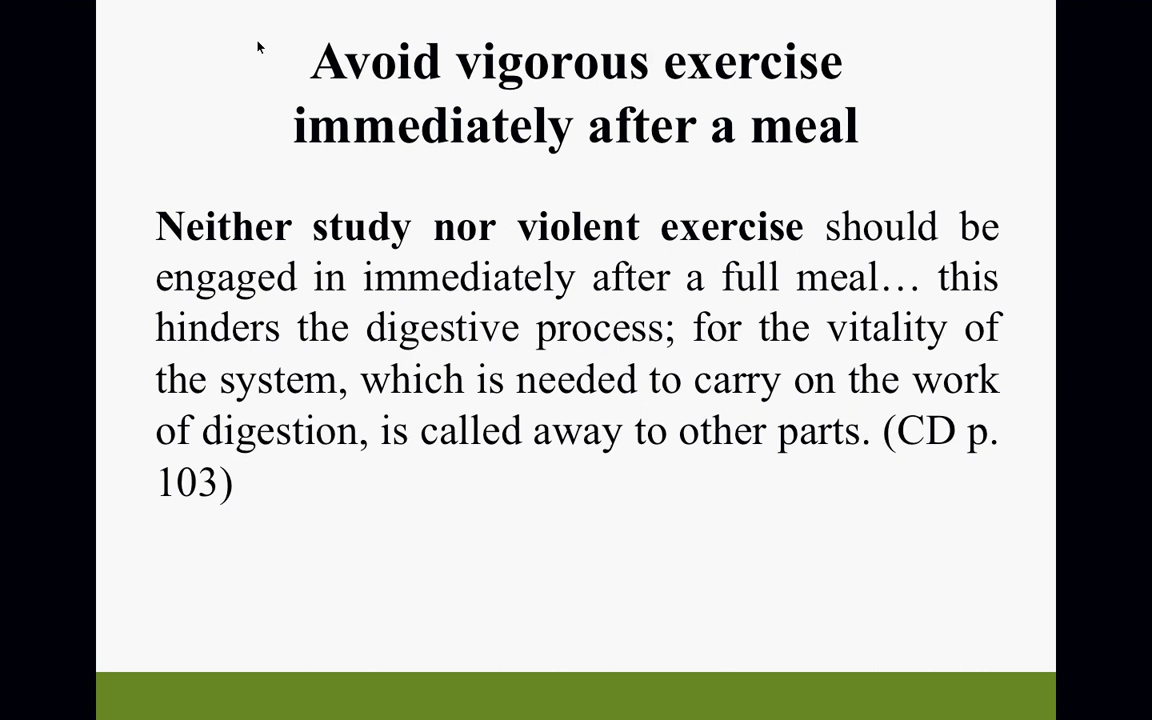 Avoid vigorous exercise
immediately after a meal
Neither study nor violent exercise should be
engaged in immediately after a full meal… this
hinders the digestive process; for the vitality of
the system, which is needed to carry on the work
of digestion, is called away to other parts. (CD p.
103)